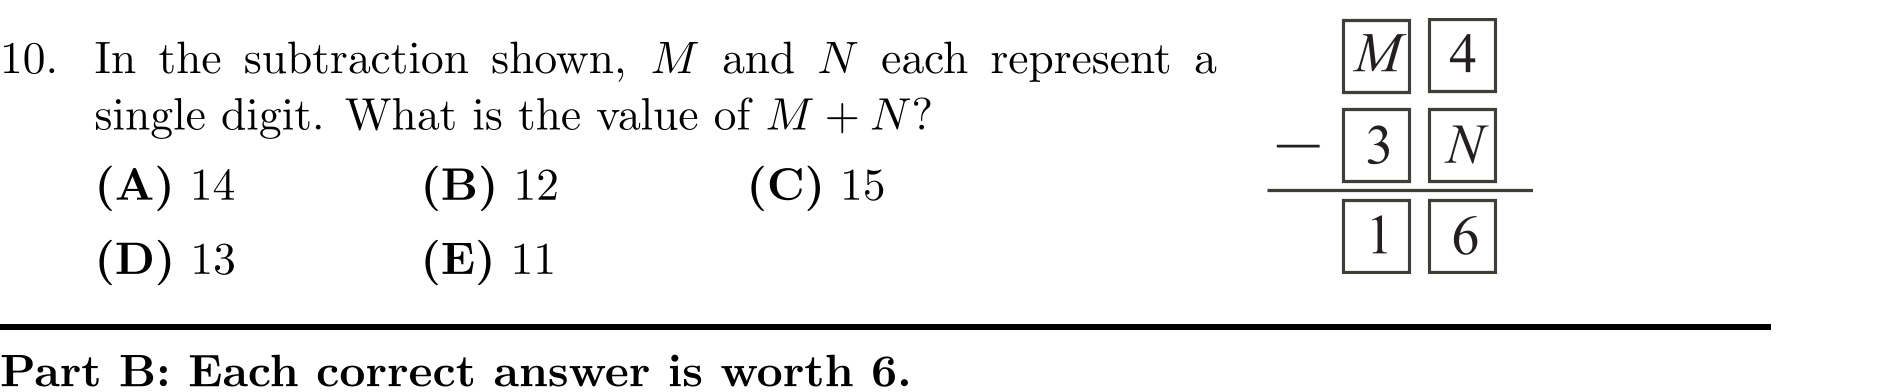 10. In the subtraction shown, M and N each represent a
single digit. What is the value of M + N?
(A) 14 (B) 12 (C) 15
(D) 13 (E) 11
M 4
− 3 N
1 6
Part B: Each correct answer is worth 6.